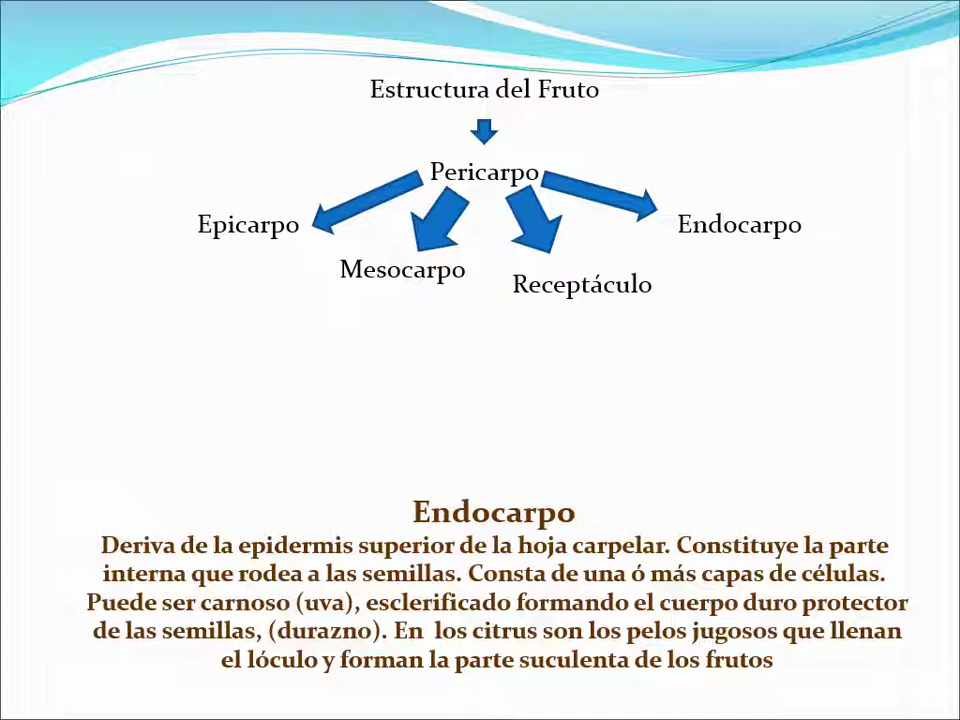 Estructura del Fruto
Pericarpo
Epicarpo
Endocarpo
Mesocarpo
Receptáculo
Endocarpo
Deriva de la epidermis superior de la hoja carpelar. Constituye la parte
interna que rodea a las semillas. Consta de una ó más capas de células.
Puede ser carnoso (uva), esclerificado formando el cuerpo duro protector
de las semillas, (durazno). En los citrus son los pelos jugosos que llenan
el lóculo y forman la parte suculenta de los frutos